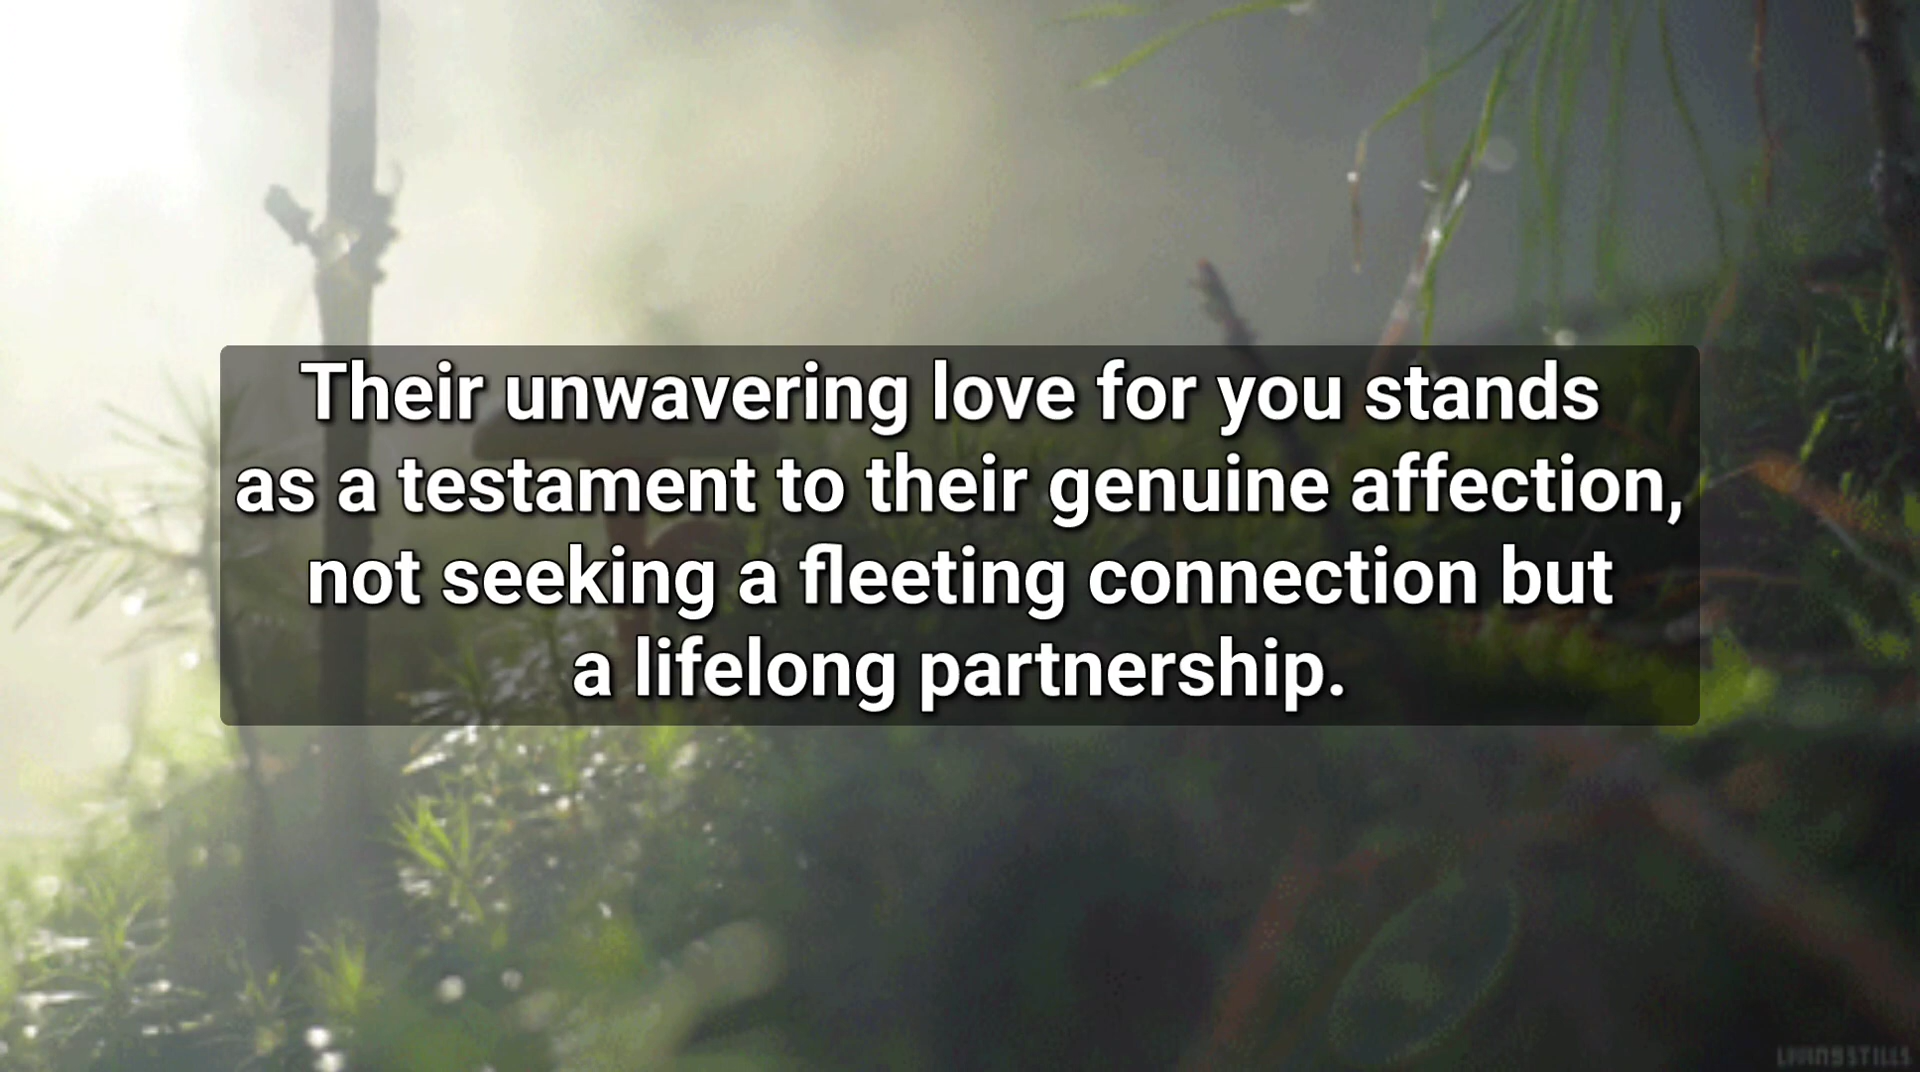 Their unwavering love for you stands
as a testament to their genuine affection,
not seeking a fleeting connection but
a lifelong partnership.
LIVINGSTILLS